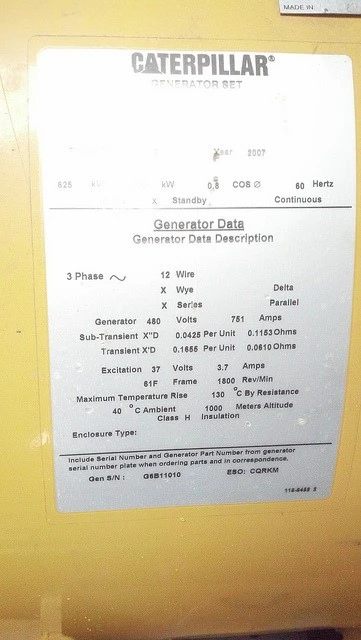 MADE IN
CATERPILLAR®
GENERATOR SET
Year 2007
625 kW 0.8 COS Ø 60 Hertz
X Standby Continuous
Generator Data
Generator Data Description
3 Phase 12 Wire
X Wye Delta
X Series Parallel
Generator 480 Volts 751 Amps
Sub-Transient X"D 0.0425 Per Unit 0.1153 Ohms
Transient X'D 0.1655 Per Unit 0.0610 Ohms
Excitation 37 Volts 3.7 Amps
61F Frame 1800 Rev/Min
Maximum Temperature Rise 130 °C By Resistance
40 °C Ambient 1000 Meters Altitude
Class H Insulation
Enclosure Type:
Include Serial Number and Generator Part Number from generator
serial number plate when ordering parts and in correspondence.
Gen S/N : G6B11010 ESO: CQRKM